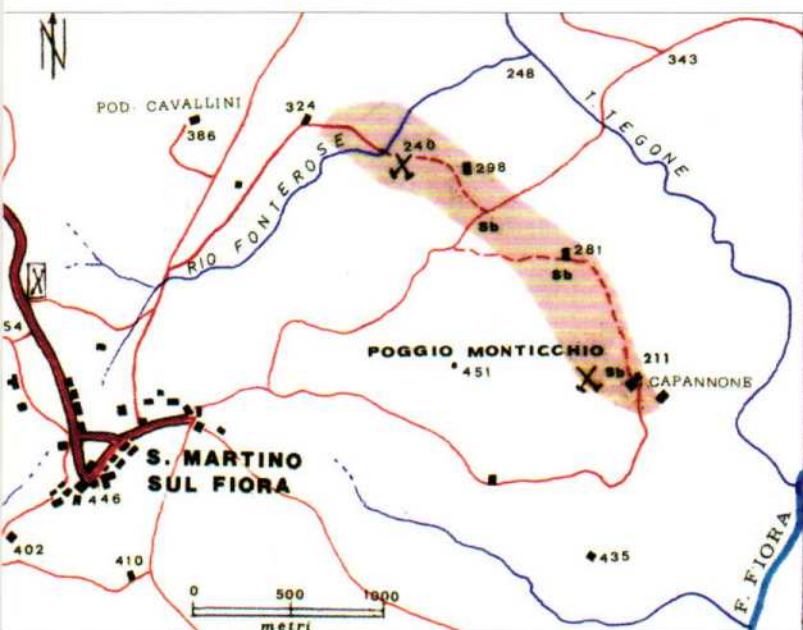 N
343
248
T. TEGONE
POD. CAVALLINI
386
324
240
298
RIO FONTEROSE
Sb
281
Sb
54
POGGIO MONTICCHIO
451
211
Sb
CAPANNONE
S. MARTINO
SUL FIORA
446
402
410
435
F. FIORA
0 500 1000
metri